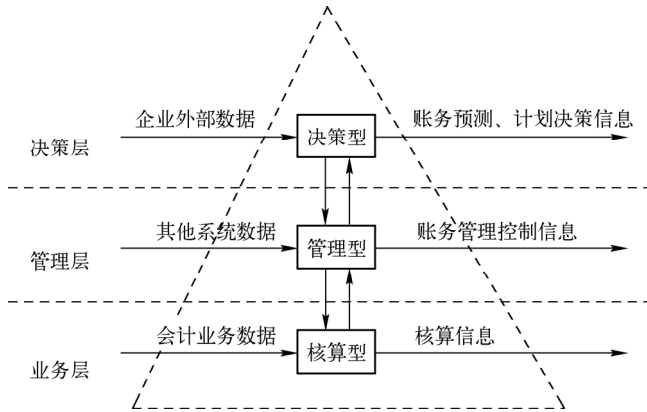 企业外部数据
决策型
账务预测、计划决策信息
决策层
其他系统数据
管理型
账务管理控制信息
管理层
会计业务数据
核算型
核算信息
业务层